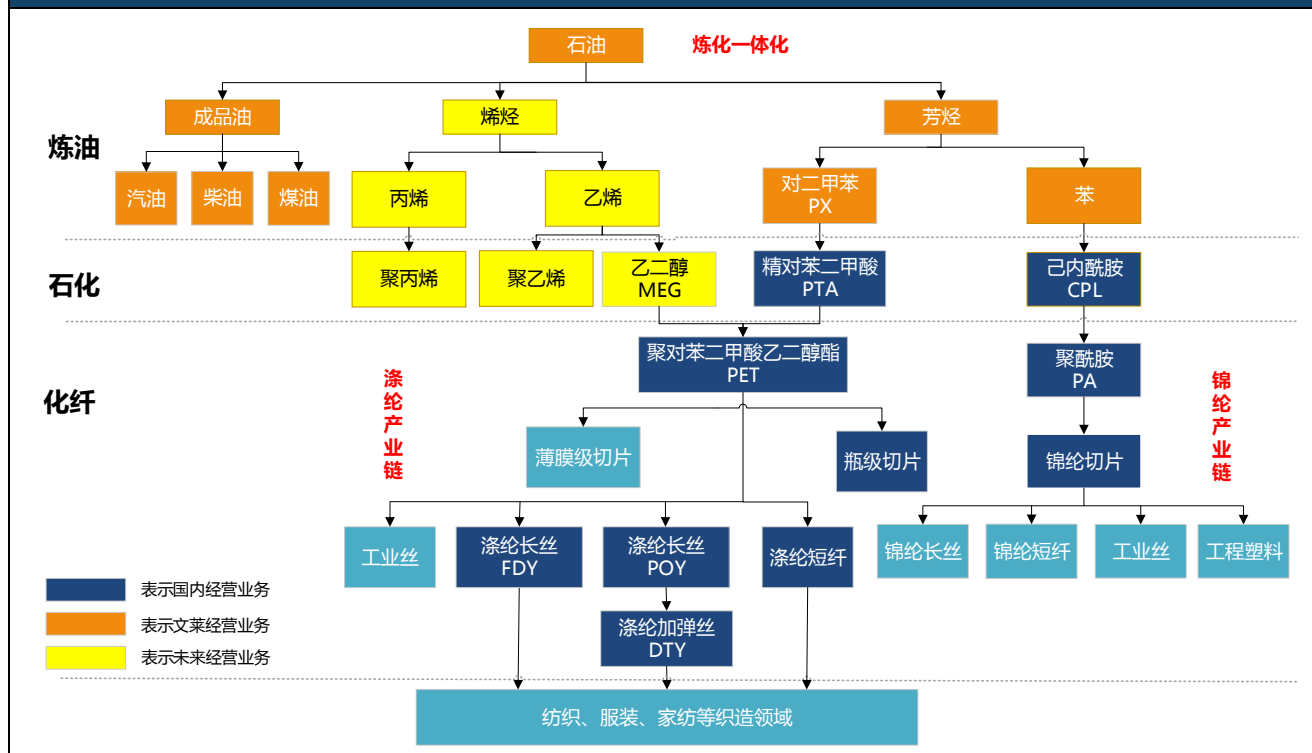 石油
炼化一体化
成品油
烯烃
芳烃
炼油
汽油
柴油
煤油
丙烯
乙烯
对二甲苯
PX
苯
石化
聚丙烯
聚乙烯
乙二醇
MEG
精对苯二甲酸
PTA
己内酰胺
CPL
化纤
涤纶产业链
聚对苯二甲酸乙二醇酯
PET
聚酰胺
PA
锦纶产业链
薄膜级切片
瓶级切片
锦纶切片
工业丝
涤纶长丝
FDY
涤纶长丝
POY
涤纶短纤
锦纶长丝
锦纶短纤
工业丝
工程塑料
表示国内经营业务
表示文莱经营业务
表示未来经营业务
涤纶加弹丝
DTY
纺织、服装、家纺等织造领域